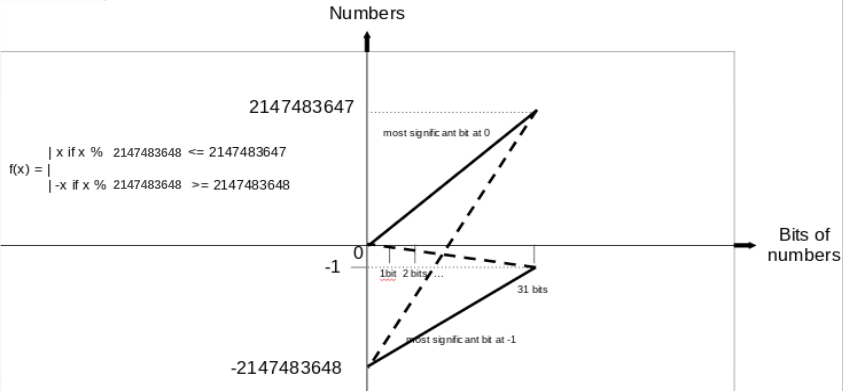 Numbers
2147483647
most significant bit at 0
| x if x % 2147483648 <= 2147483647
f(x) = |
| -x if x % 2147483648 >= 2147483648
0
Bits of
numbers
-1
1bit 2 bits ...
31 bits
most significant bit at -1
-2147483648